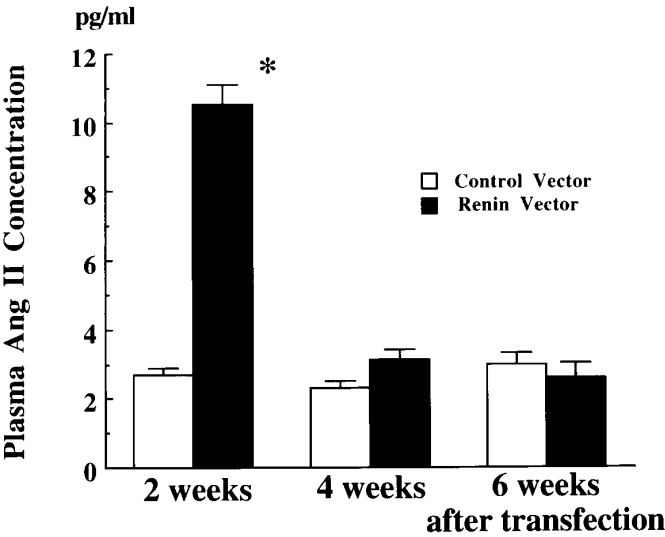 pg/ml
Plasma Ang II Concentration
12
10
8
6
4
2
0
*
Control Vector
Renin Vector
2 weeks
4 weeks
6 weeks
after transfection